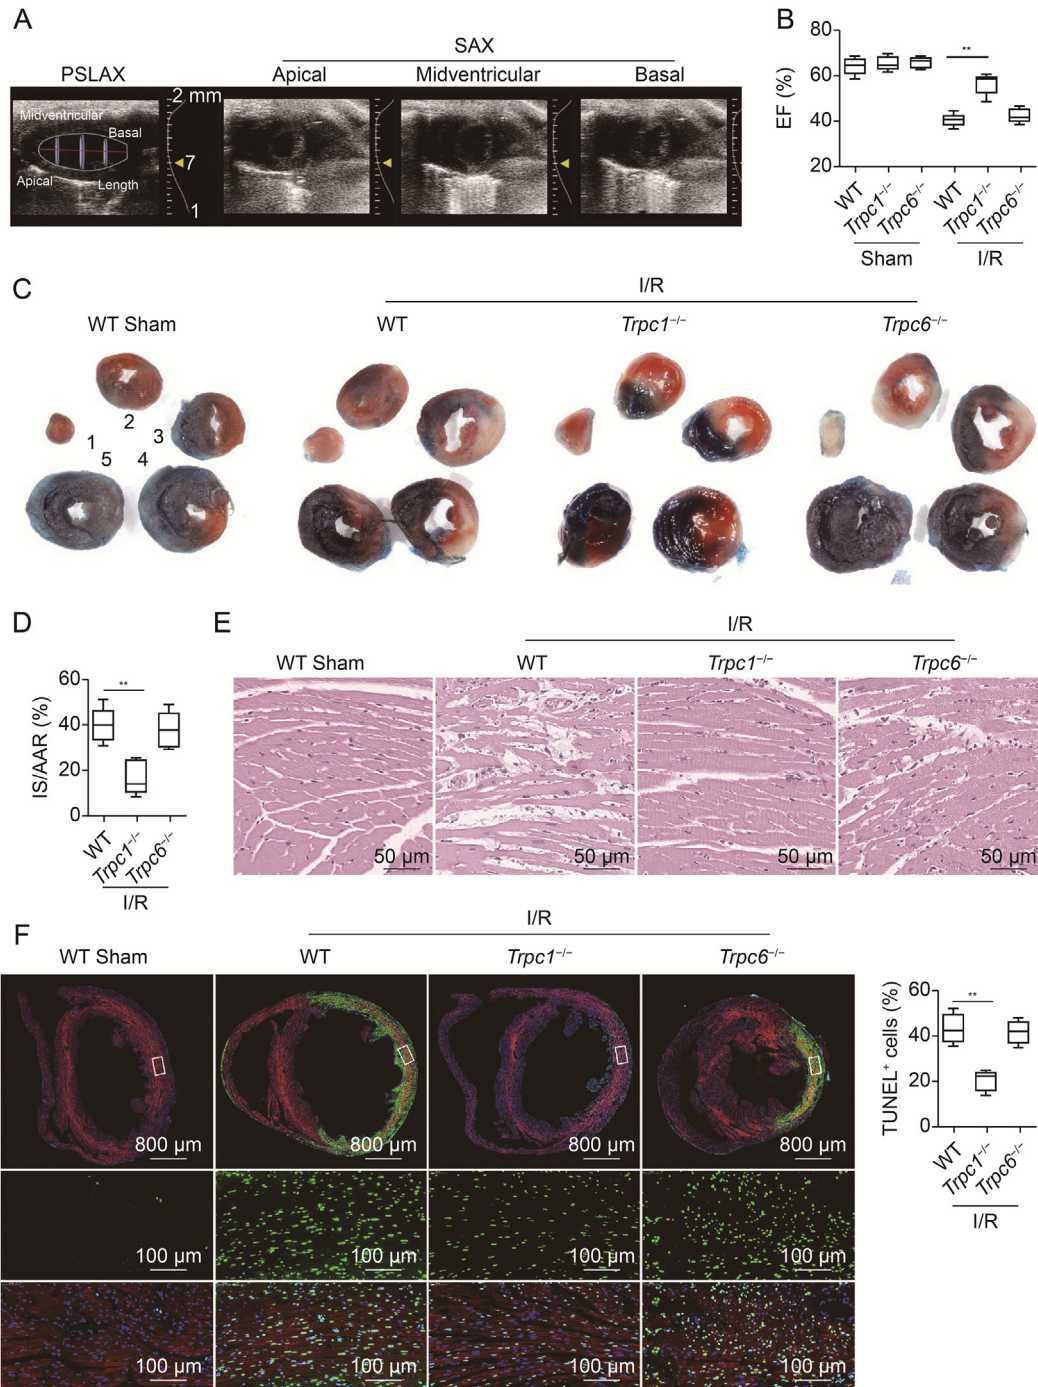 A
SAX
PSLAX
Apical
Midventricular
Basal
2 mm
Midventricular
Basal
7
Apical
Length
1
B
EF (%)
80
60
40
20
**
WT
Trpc1−/−
Trpc6−/−
WT
Trpc1−/−
Trpc6−/−
Sham
I/R
C
I/R
WT Sham
WT
Trpc1−/−
Trpc6−/−
2
1
3
5
4
D
IS/AAR (%)
60
40
20
0
**
WT
Trpc1−/−
Trpc6−/−
I/R
E
I/R
WT Sham
WT
Trpc1−/−
Trpc6−/−
50 µm
50 µm
50 µm
50 µm
F
I/R
WT Sham
WT
Trpc1−/−
Trpc6−/−
800 µm
800 µm
800 µm
800 µm
100 µm
100 µm
100 µm
100 µm
100 µm
100 µm
100 µm
100 µm
TUNEL+ cells (%)
60
40
20
0
**
WT
Trpc1−/−
Trpc6−/−
I/R